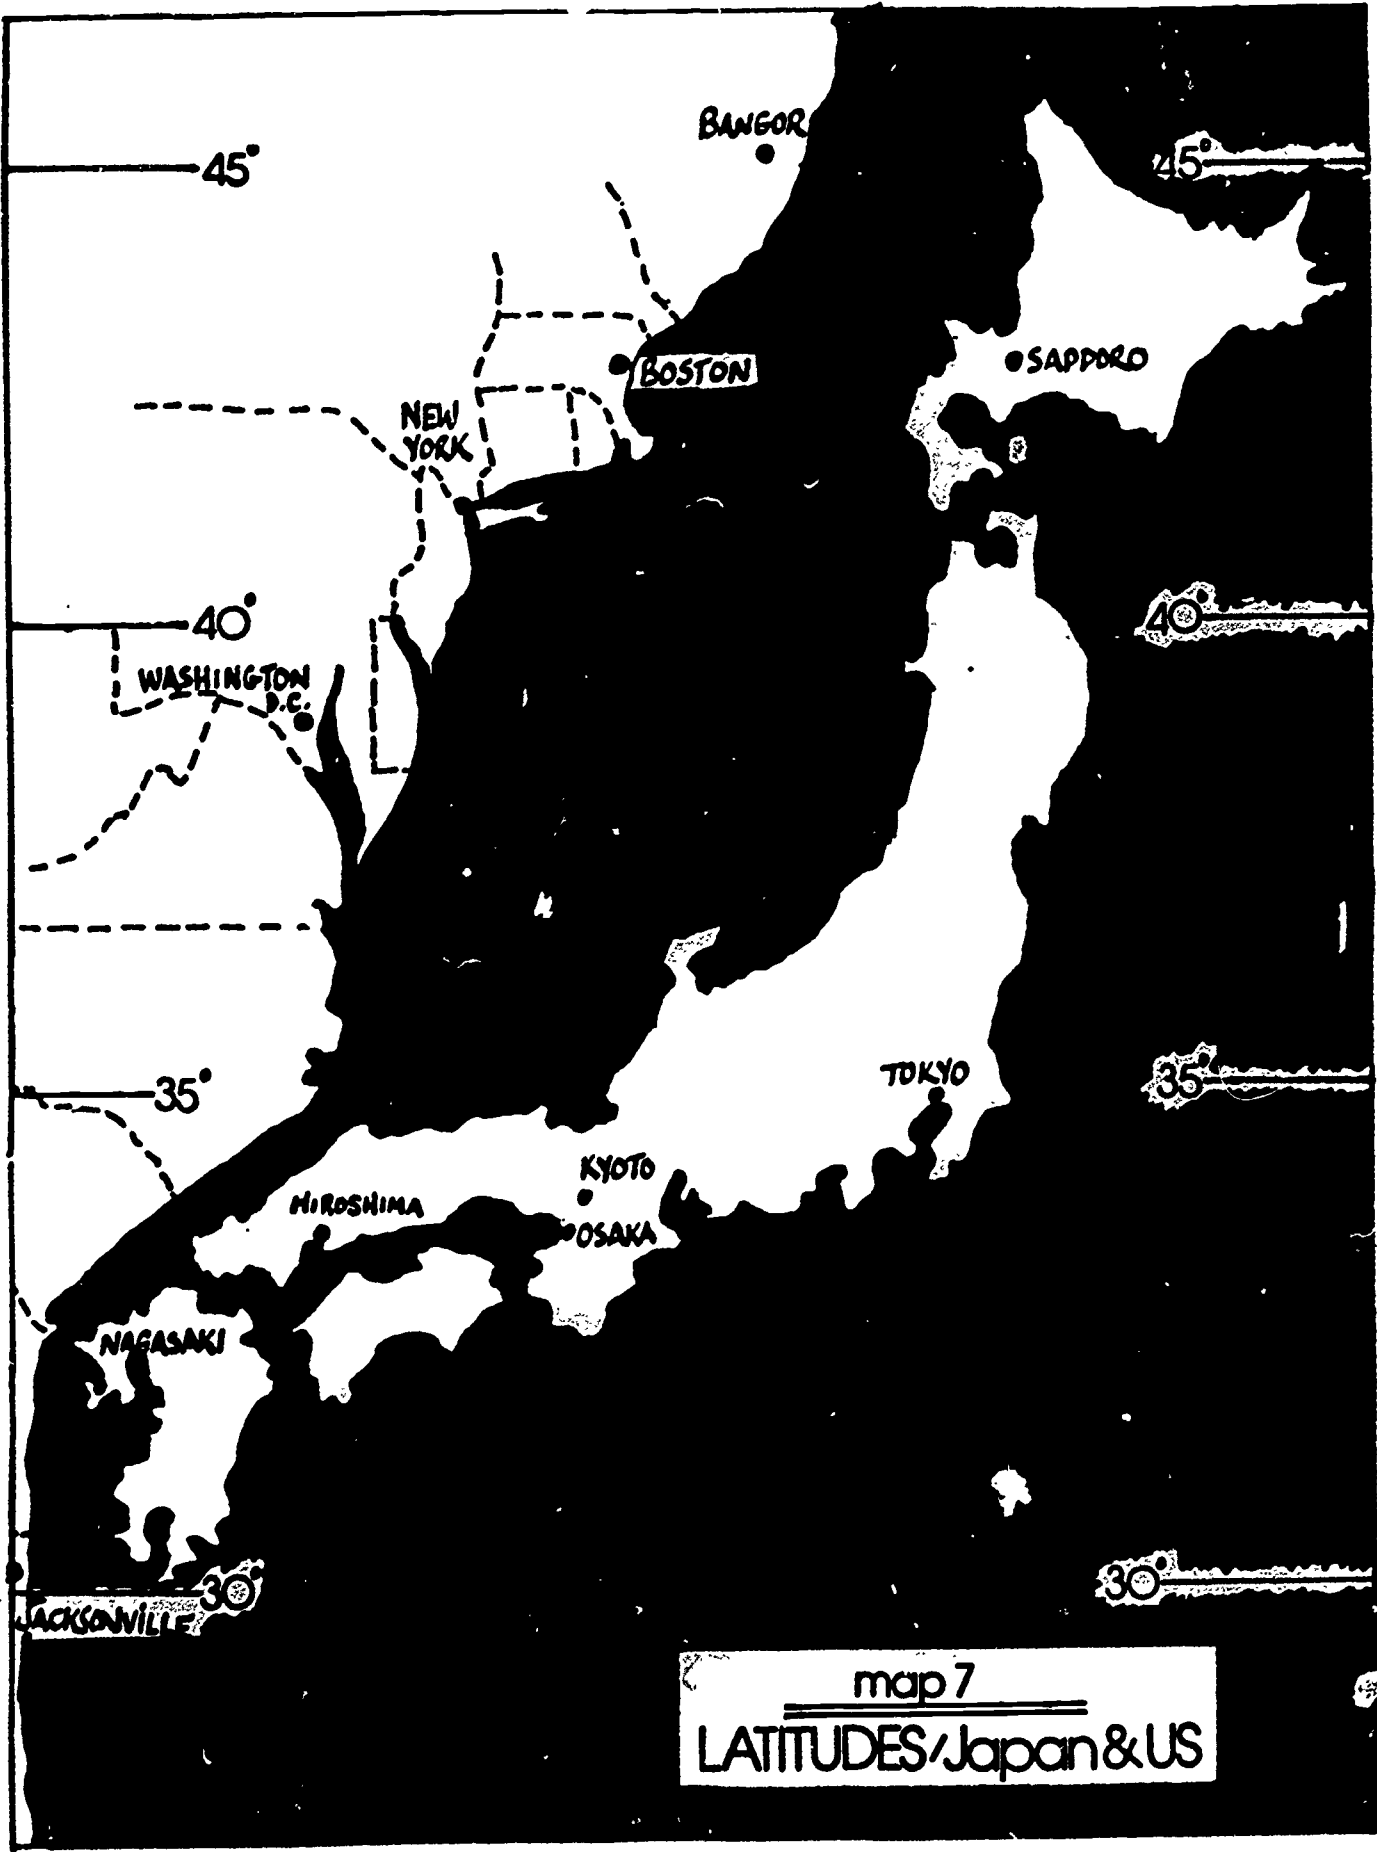 BANGOR
45°
45°
BOSTON
SAPPORO
NEW
YORK
40°
40°
WASHINGTON
D.C.
TOKYO
35°
35°
KYOTO
HIROSHIMA
OSAKA
NAGASAKI
30°
30°
JACKSONVILLE
map 7
LATITUDES/Japan & US